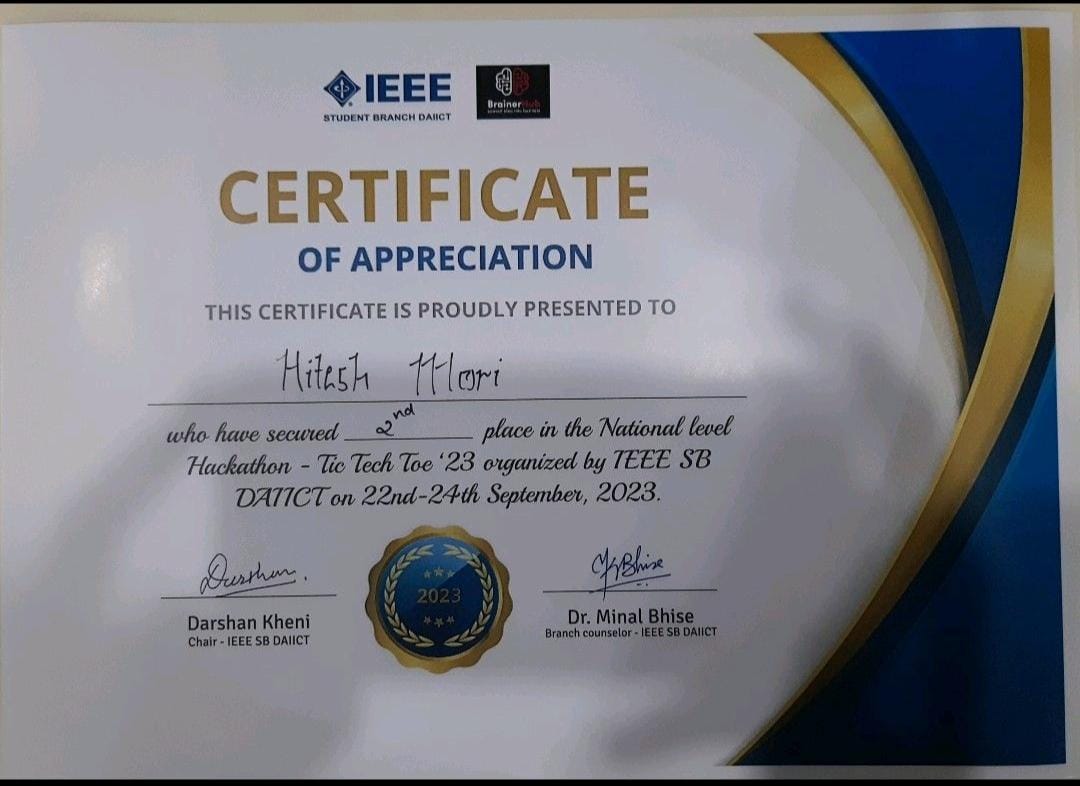 IEEE
STUDENT BRANCH DAIICT
BrainerHub
CERTIFICATE
OF APPRECIATION
THIS CERTIFICATE IS PROUDLY PRESENTED TO
Hitesh Mori
who have secured 2nd place in the National level
Hackathon - Tic Tech Toe '23 organized by IEEE SB
DAIICT on 22nd-24th September, 2023.
Darshan.
MBhise
2023
Darshan Kheni
Chair - IEEE SB DAIICT
Dr. Minal Bhise
Branch counselor - IEEE SB DAIICT